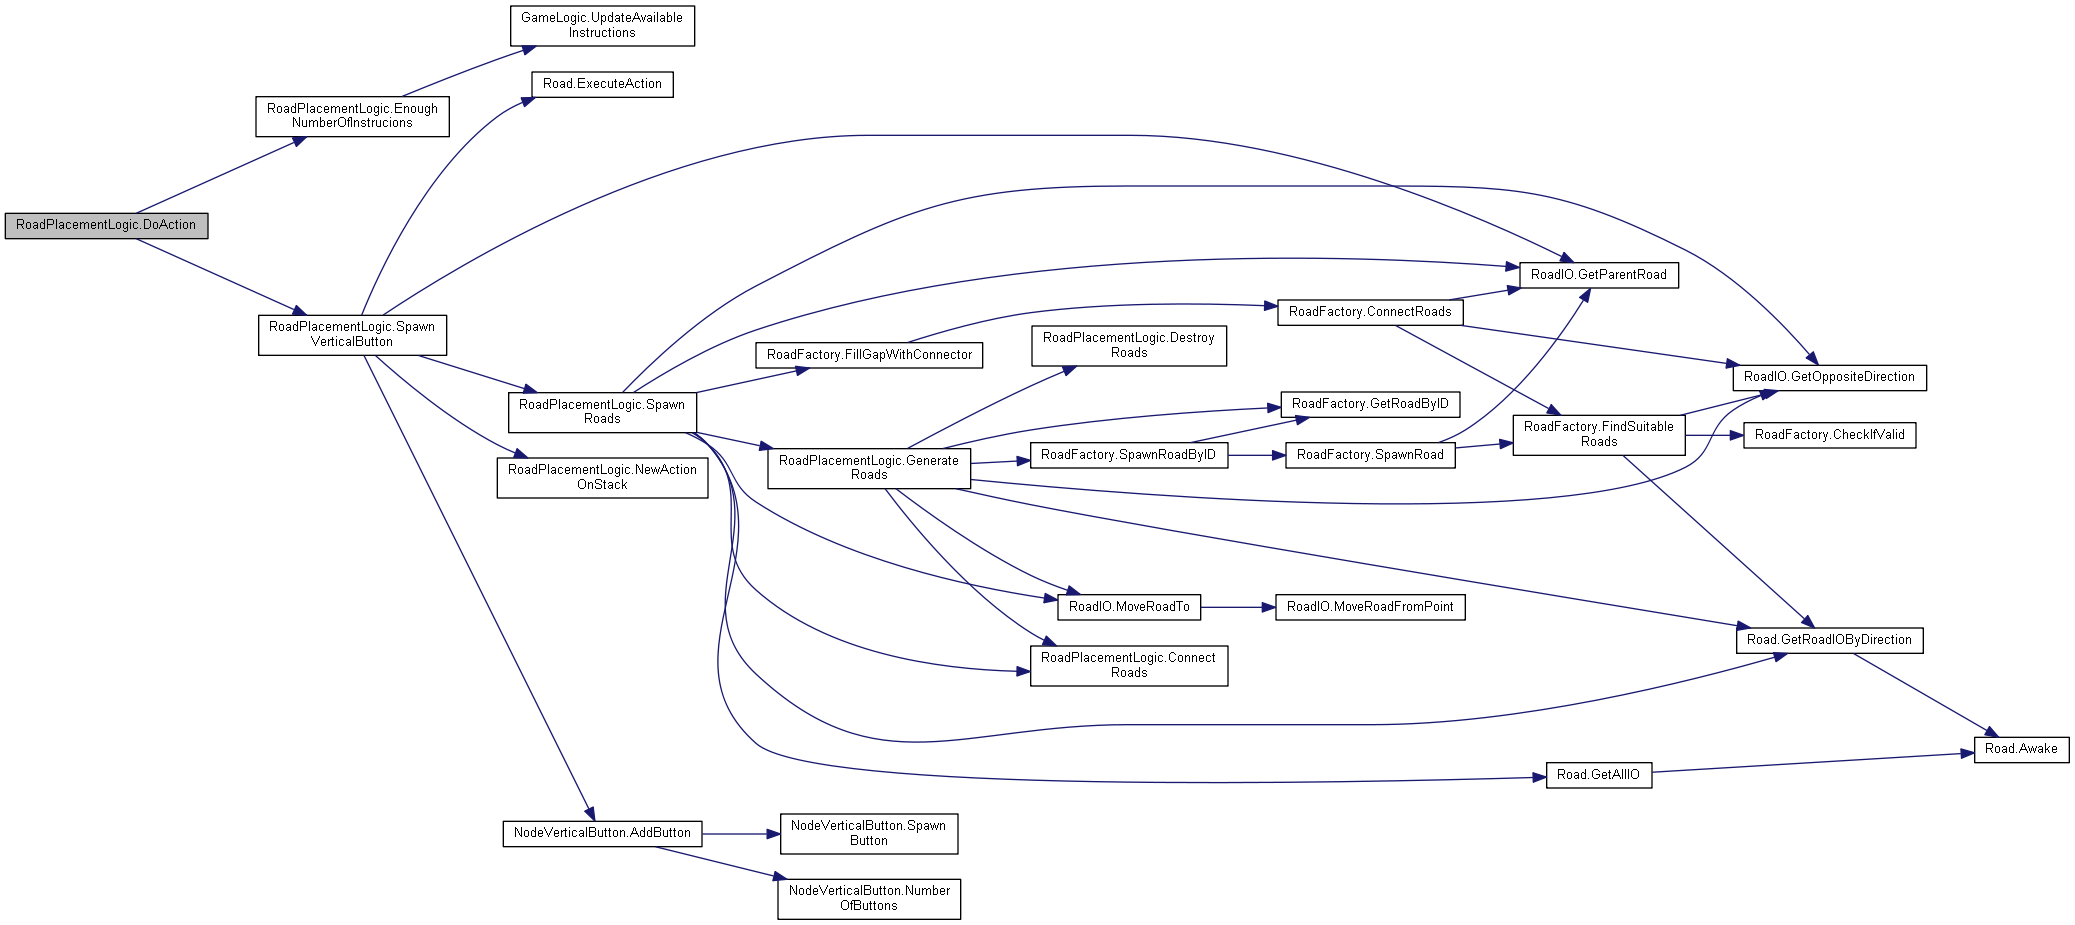 GameLogic.UpdateAvailable
Instructions
Road.ExecuteAction
RoadPlacementLogic.Enough
NumberOfInstrucions
RoadPlacementLogic.DoAction
RoadIO.GetParentRoad
RoadFactory.ConnectRoads
RoadPlacementLogic.Spawn
VerticalButton
RoadPlacementLogic.Destroy
Roads
RoadFactory.FillGapWithConnector
RoadIO.GetOppositeDirection
RoadPlacementLogic.Spawn
Roads
RoadFactory.GetRoadByID
RoadFactory.FindSuitable
Roads
RoadFactory.CheckIfValid
RoadPlacementLogic.Generate
Roads
RoadFactory.SpawnRoadByID
RoadFactory.SpawnRoad
RoadPlacementLogic.NewAction
OnStack
RoadIO.MoveRoadTo
RoadIO.MoveRoadFromPoint
Road.GetRoadIOByDirection
RoadPlacementLogic.Connect
Roads
Road.Awake
Road.GetAllIO
NodeVerticalButton.AddButton
NodeVerticalButton.Spawn
Button
NodeVerticalButton.Number
OfButtons